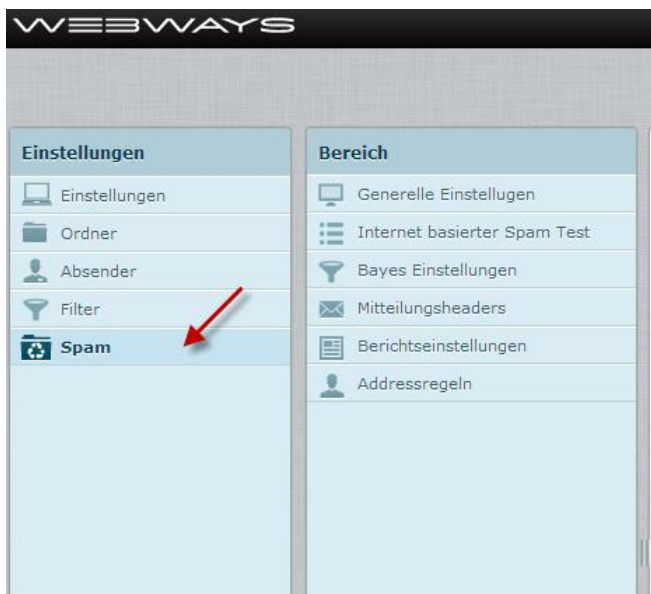 WEBWAYS
Einstellungen
Einstellungen
Ordner
Absender
Filter
Spam
Bereich
Generelle Einstellugen
Internet basierter Spam Test
Bayes Einstellungen
Mitteilungsheaders
Berichtseinstellungen
Addressregeln